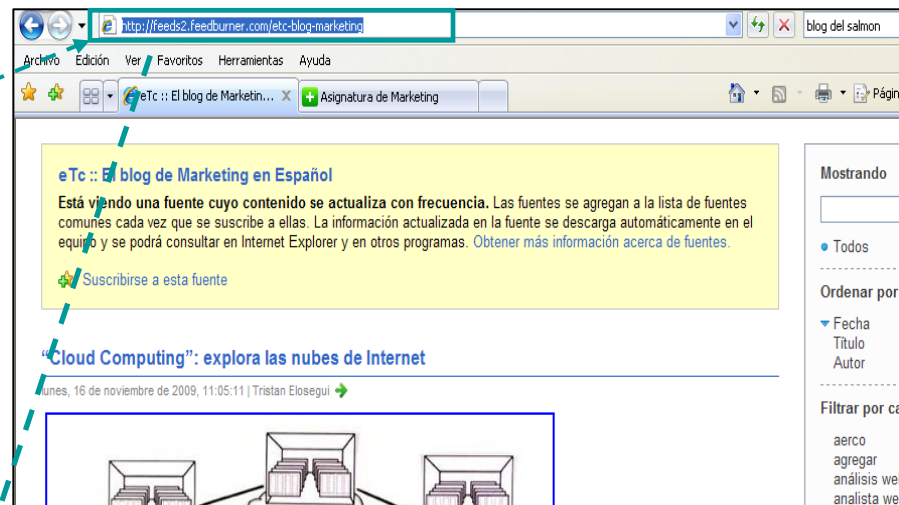 http://feeds2.feedburner.com/etc-blog-marketing
blog del salmon
Archivo Edición Ver Favoritos Herramientas Ayuda
eTc :: El blog de Marketin... X
Asignatura de Marketing
Págin
eTc :: El blog de Marketing en Español
Está viendo una fuente cuyo contenido se actualiza con frecuencia. Las fuentes se agregan a la lista de fuentes
comunes cada vez que se suscribe a ellas. La información actualizada en la fuente se descarga automáticamente en el
equipo y se podrá consultar en Internet Explorer y en otros programas. Obtener más información acerca de fuentes.
Suscribirse a esta fuente
"Cloud Computing": explora las nubes de Internet
lunes, 16 de noviembre de 2009, 11:05:11 | Tristan Elosegui
Mostrando
Todos
Ordenar por
Fecha
Título
Autor
Filtrar por ca
aerco
agregar
análisis wel
analista we